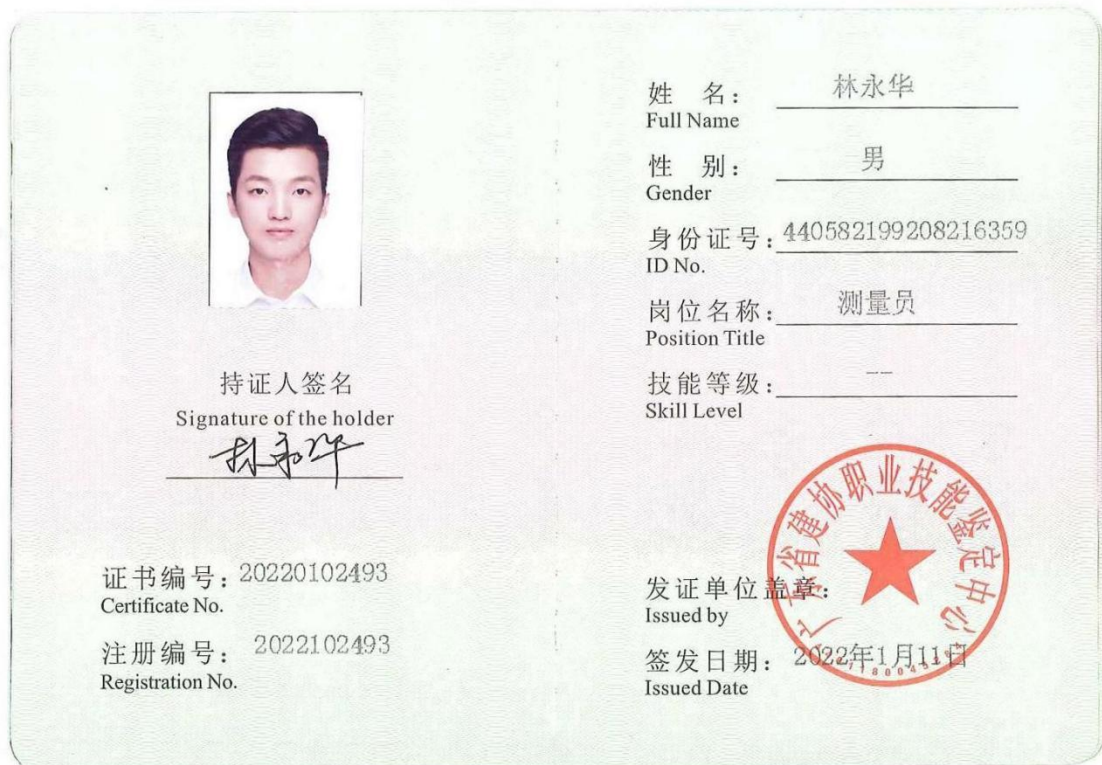 持证人签名
Signature of the holder
林永华
证书编号：20220102493
Certificate No.
注册编号： 2022102493
Registration No.
姓 名： 林永华
Full Name
性 别： 男
Gender
身份证号：440582199208216359
ID No.
岗位名称： 测量员
Position Title
技能等级： --
Skill Level
广东省建协职业技能鉴定中心
发证单位盖章：
Issued by
签发日期： 2022年1月11日
Issued Date